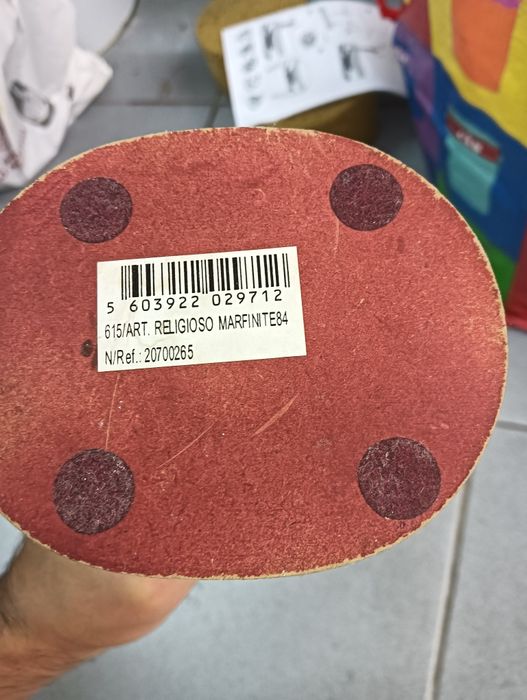 5 603922 029712
615/ART. RELIGIOSO MARFINITE84
N/Ref.: 20700265